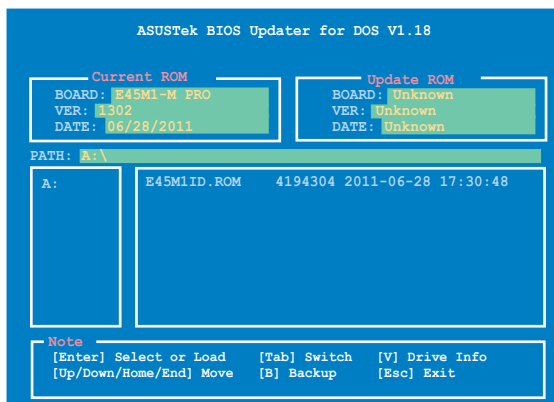 ASUSTek BIOS Updater for DOS V1.18
Current ROM
BOARD: E45M1-M PRO
VER: 1302
DATE: 06/28/2011
Update ROM
BOARD: Unknown
VER: Unknown
DATE: Unknown
PATH: A:\
A:
E45M1ID.ROM 4194304 2011-06-28 17:30:48
Note
[Enter] Select or Load [Tab] Switch [V] Drive Info
[Up/Down/Home/End] Move [B] Backup [Esc] Exit